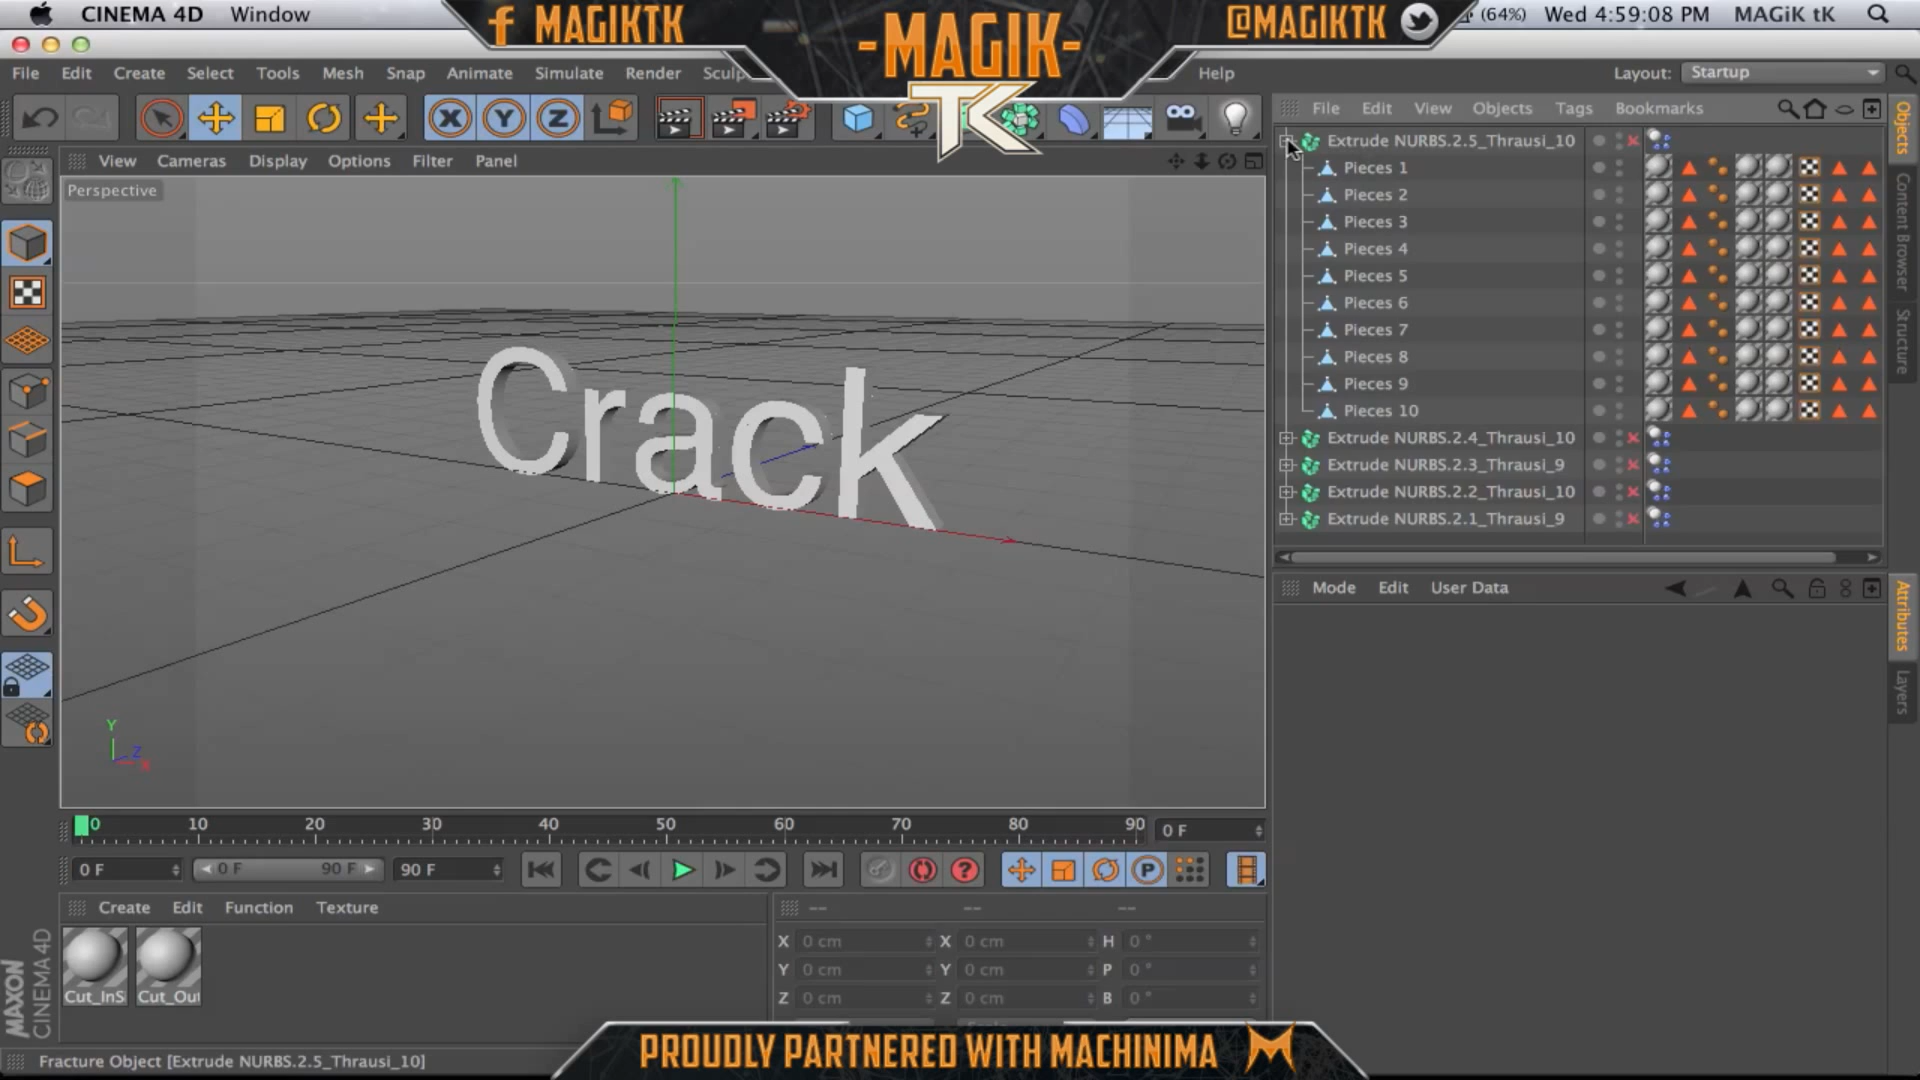 CINEMA 4D Window
f MAGIKTK
-MAGIK-
TK
@MAGIKTK
(64%) Wed 4:59:08 PM MAGiK tK
File Edit Create Select Tools Mesh Snap Animate Simulate Render Sculp Help
Layout: Startup
X Y Z
File Edit View Objects Tags Bookmarks
View Cameras Display Options Filter Panel
Perspective
Crack
Y
Z
X
Extrude NURBS.2.5_Thrausi_10
Pieces 1
Pieces 2
Pieces 3
Pieces 4
Pieces 5
Pieces 6
Pieces 7
Pieces 8
Pieces 9
Pieces 10
Extrude NURBS.2.4_Thrausi_10
Extrude NURBS.2.3_Thrausi_9
Extrude NURBS.2.2_Thrausi_10
Extrude NURBS.2.1_Thrausi_9
Objects
Content Browser
Structure
Mode Edit User Data
Attributes
Layers
0 10 20 30 40 50 60 70 80 90 0 F
0 F 0 F 90 F 90 F
P
Create Edit Function Texture
-- -- --
Cut_InS Cut_Out
X 0 cm X 0 cm H 0 °
Y 0 cm Y 0 cm P 0 °
Z 0 cm Z 0 cm B 0 °
MAXON
CINEMA 4D
Fracture Object [Extrude NURBS.2.5_Thrausi_10]
PROUDLY PARTNERED WITH MACHINIMA